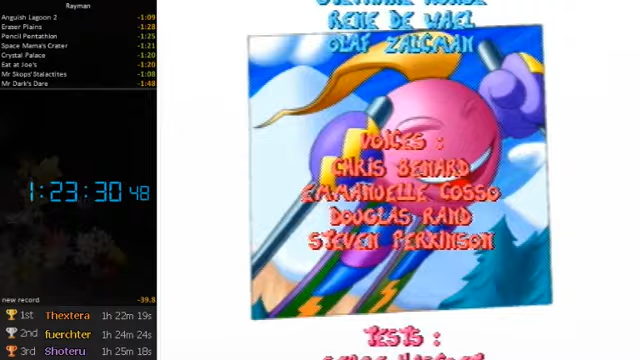 Rayman
Anguish Lagoon 2 -1:09
Eraser Plains -1:28
Pencil Pentathlon -1:25
Space Mama's Crater -1:21
Crystal Palace -1:20
Eat at Joe's -1:20
Mr Skops' Stalactites -1:08
Mr Dark's Dare -1:48
1:23:30 48
new record -39.8
1st Thextera 1h 22m 19s
2nd fuerchter 1h 24m 24s
3rd Shoteru 1h 25m 18s
RENE DE WAEL
OLAF ZALCMAN
VOICES :
CHRIS BENARD
EMMANUELLE COSSO
DOUGLAS RAND
STEVEN PERKINSON
TESTS :